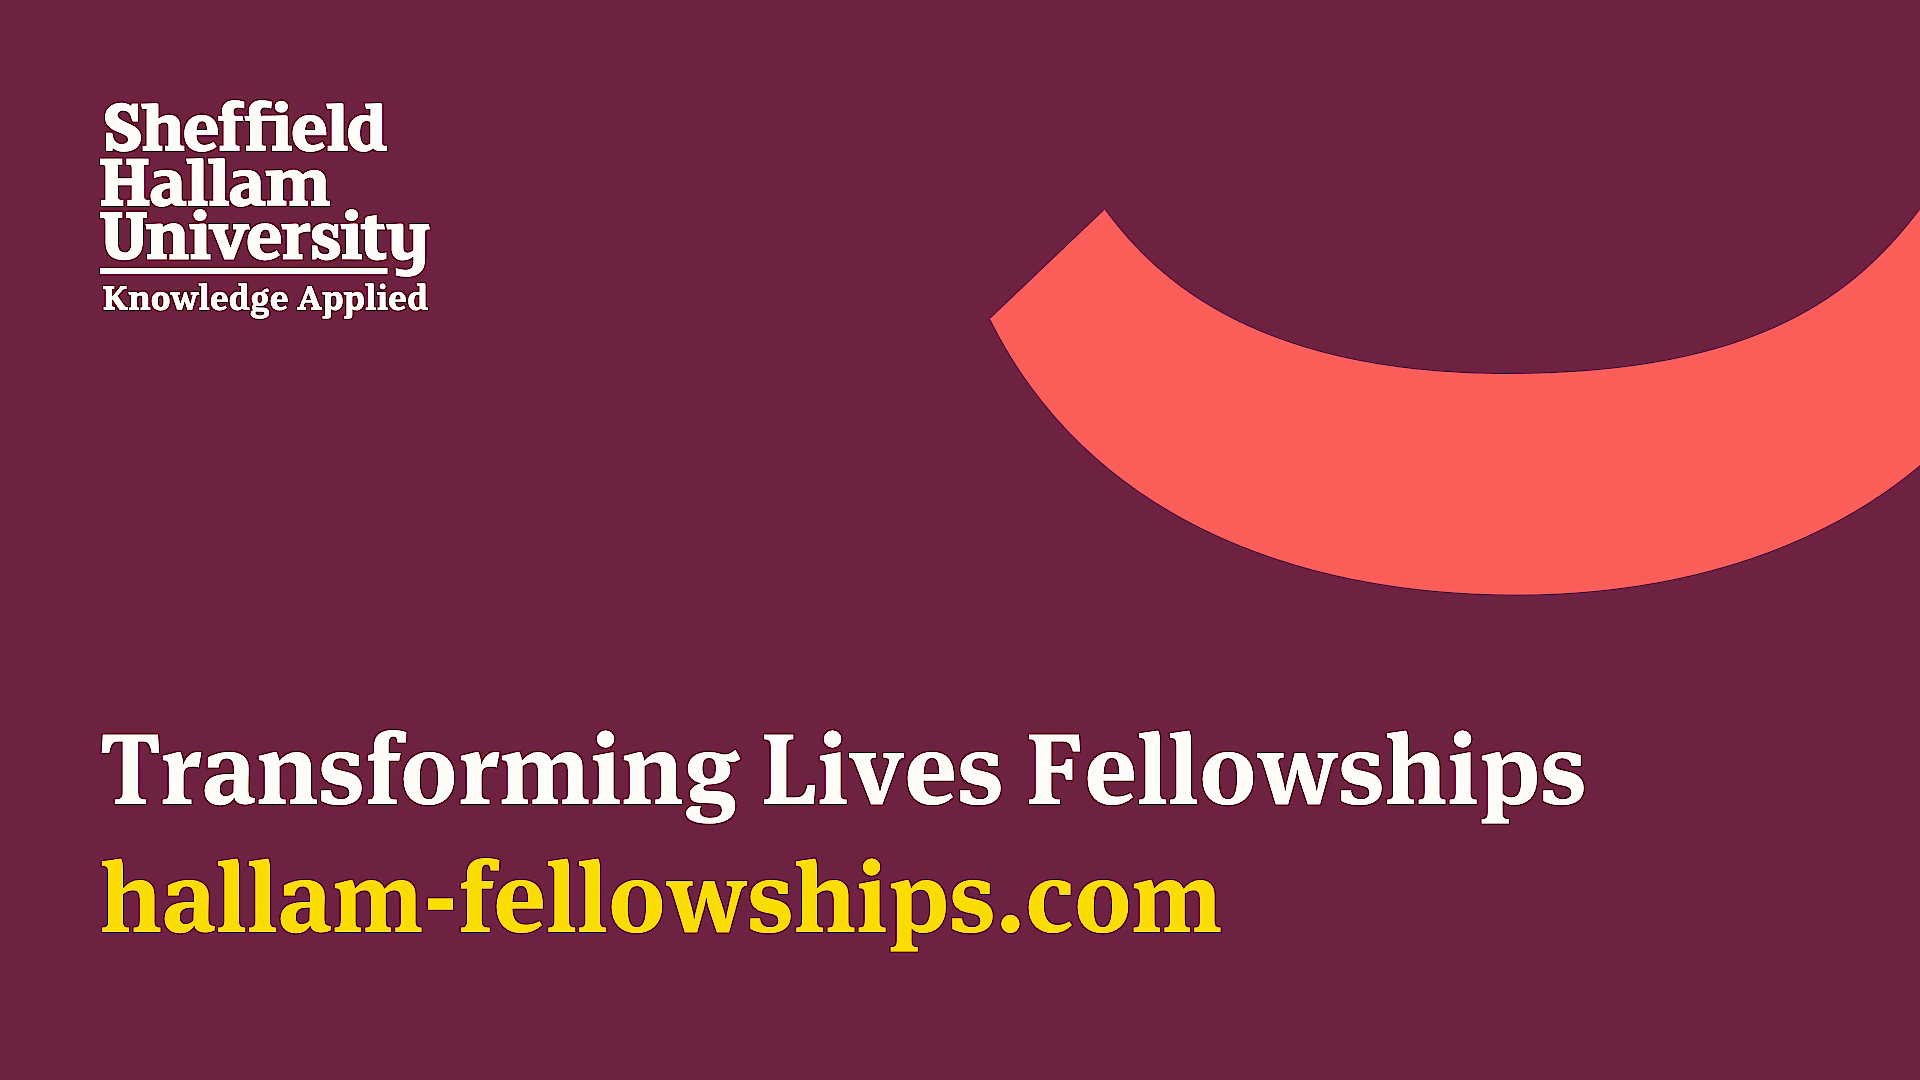 Sheffield
Hallam
University
Knowledge Applied
Transforming Lives Fellowships
hallam-fellowships.com